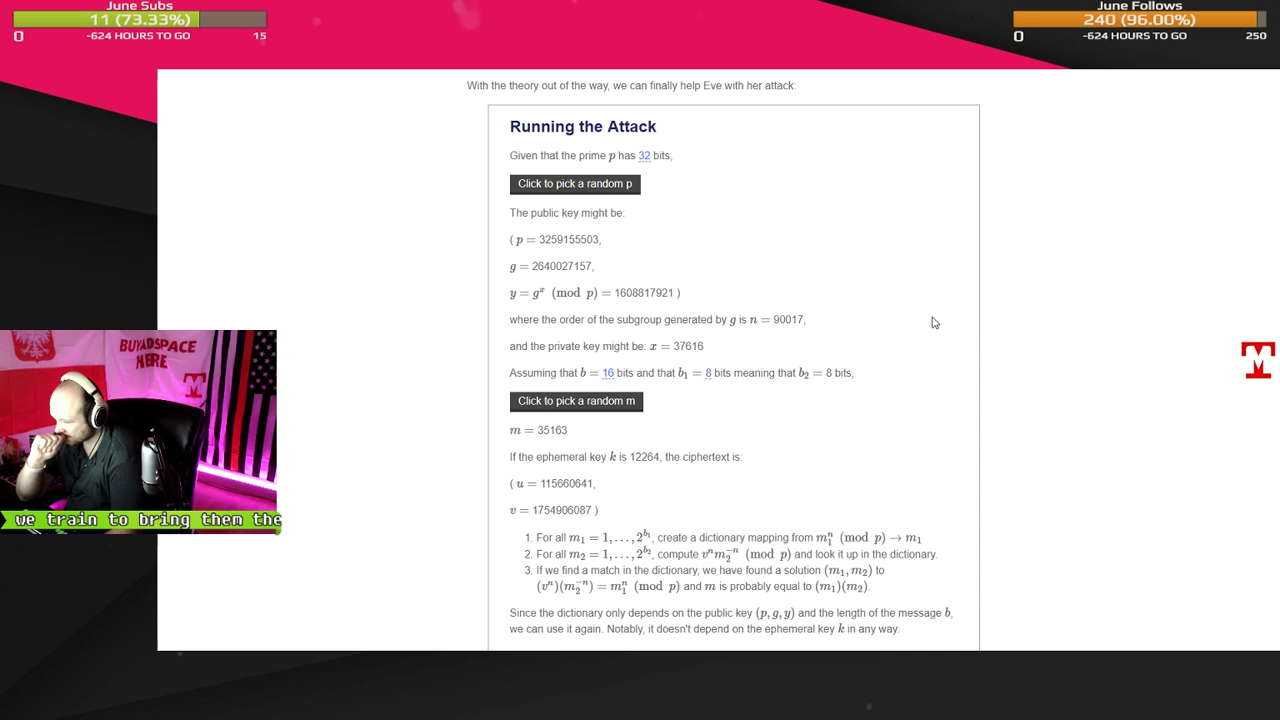 June Subs
11 (73.33%)
0
-624 HOURS TO GO
15
June Follows
240 (96.00%)
0
-624 HOURS TO GO
250
With the theory out of the way, we can finally help Eve with her attack:
Running the Attack
Given that the prime p has 32 bits,
Click to pick a random p
The public key might be:
( p = 3259155503,
g = 2640027157,
y = gˣ (mod p) = 1608817921 )
where the order of the subgroup generated by g is n = 90017,
and the private key might be: x = 37616
Assuming that b = 16 bits and that b₁ = 8 bits meaning that b₂ = 8 bits,
Click to pick a random m
m = 35163
If the ephemeral key k is 12264, the ciphertext is:
( u = 115660641,
v = 1754906087 )
1. For all m₁ = 1, . . . , 2^{b₁}, create a dictionary mapping from m₁ⁿ (mod p) → m₁
2. For all m₂ = 1, . . . , 2^{b₂}, compute vⁿm₂⁻ⁿ (mod p) and look it up in the dictionary.
3. If we find a match in the dictionary, we have found a solution (m₁, m₂) to
(vⁿ)(m₂⁻ⁿ) = m₁ⁿ (mod p) and m is probably equal to (m₁)(m₂).
Since the dictionary only depends on the public key (p, g, y) and the length of the message b,
we can use it again. Notably, it doesn't depend on the ephemeral key k in any way.
BUY ADSPACE
HERE
we train to bring them the